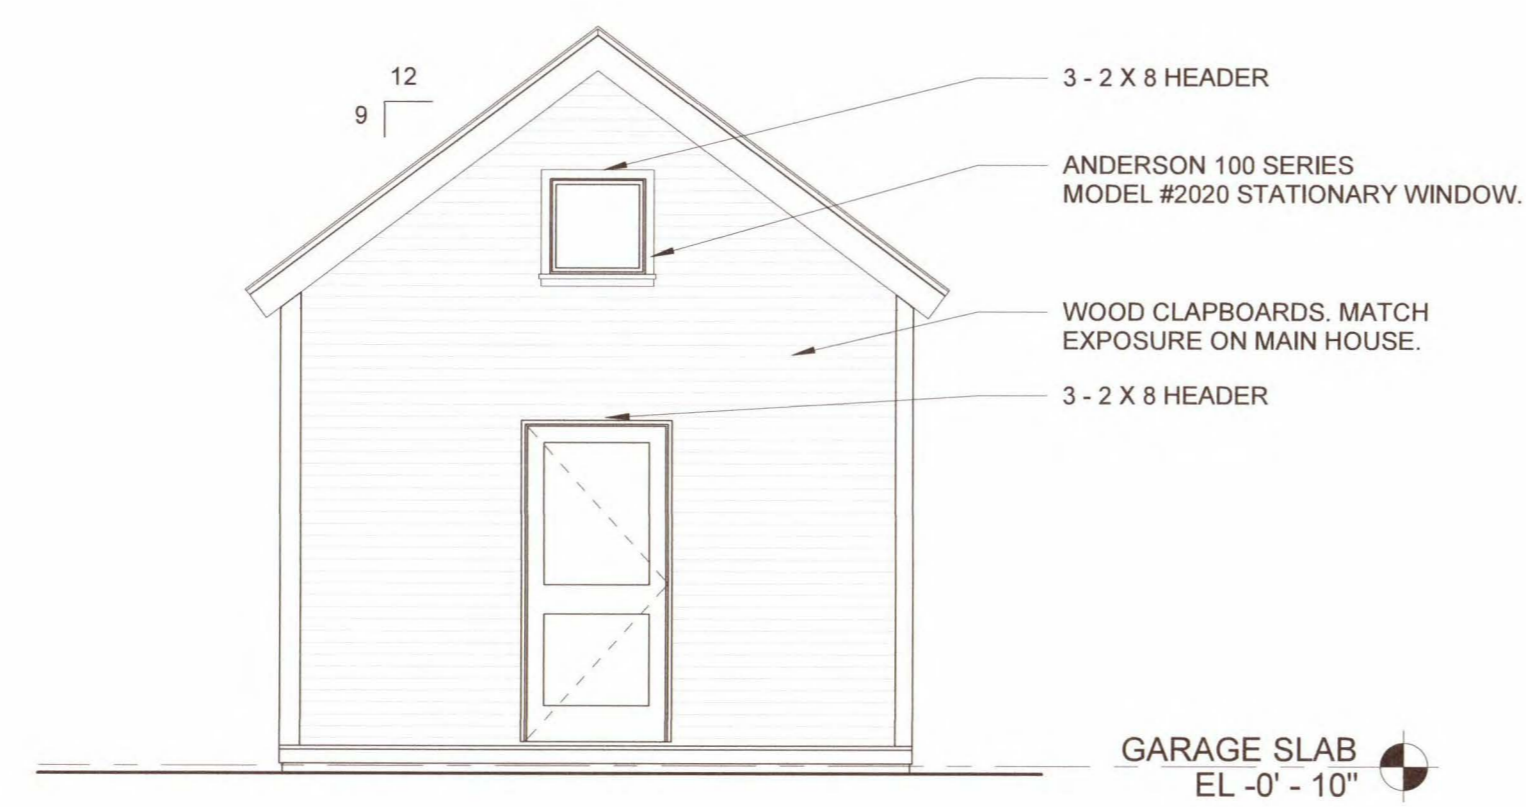 12
9
3 - 2 X 8 HEADER
ANDERSON 100 SERIES
MODEL #2020 STATIONARY WINDOW.
WOOD CLAPBOARDS. MATCH
EXPOSURE ON MAIN HOUSE.
3 - 2 X 8 HEADER
GARAGE SLAB
EL -0' - 10"